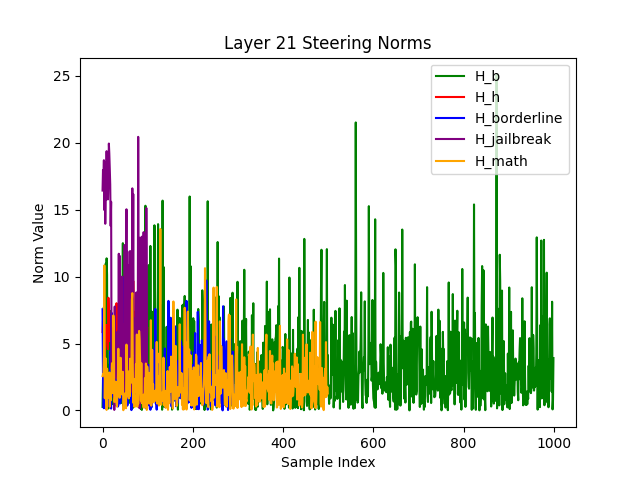 Layer 21 Steering Norms
25
20
15
10
5
0
Norm Value
H_b
H_h
H_borderline
H_jailbreak
H_math
0
200
400
600
800
1000
Sample Index